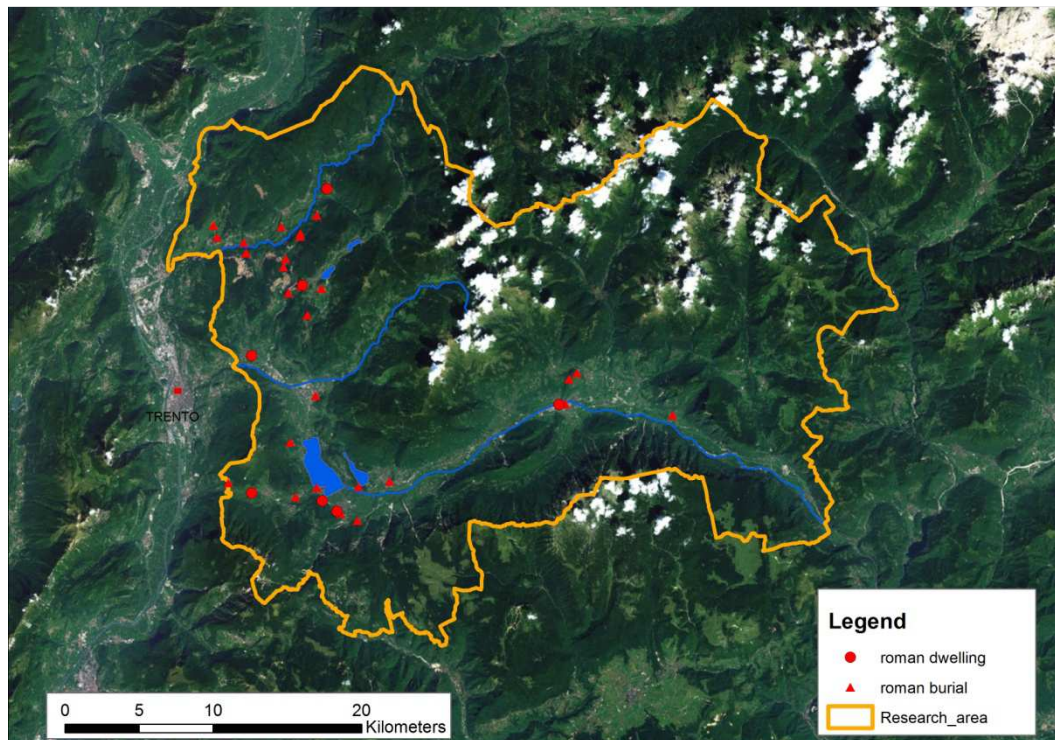 TRENTO
Legend
roman dwelling
roman burial
Research_area
0 5 10 20
Kilometers